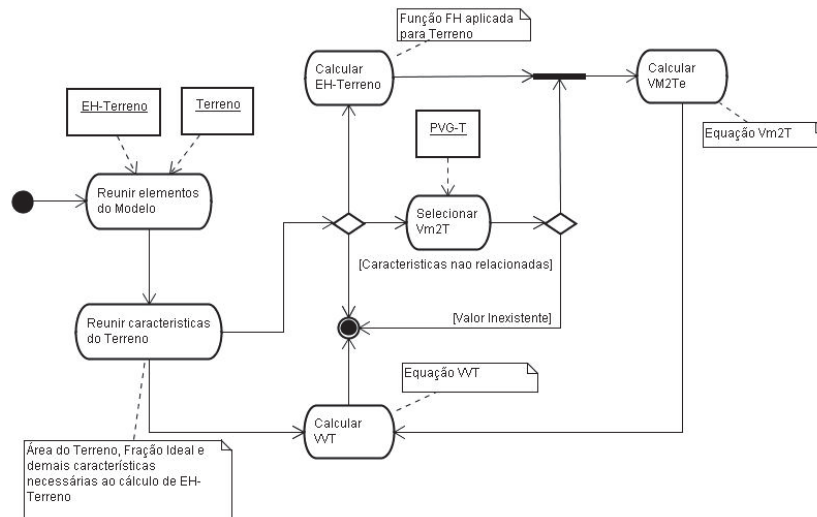 Função FH aplicada
para Terreno
Calcular
EH-Terreno
Calcular
VM2Te
EH-Terreno
Terreno
PVG-T
Equação Vm2T
Reunir elementos
do Modelo
Selecionar
Vm2T
[Caracteristicas nao relacionadas]
Reunir caracteristicas
do Terreno
[Valor Inexistente]
Equação VVT
Calcular
VVT
Área do Terreno, Fração Ideal e
demais características
necessárias ao cálculo de EH-
Terreno